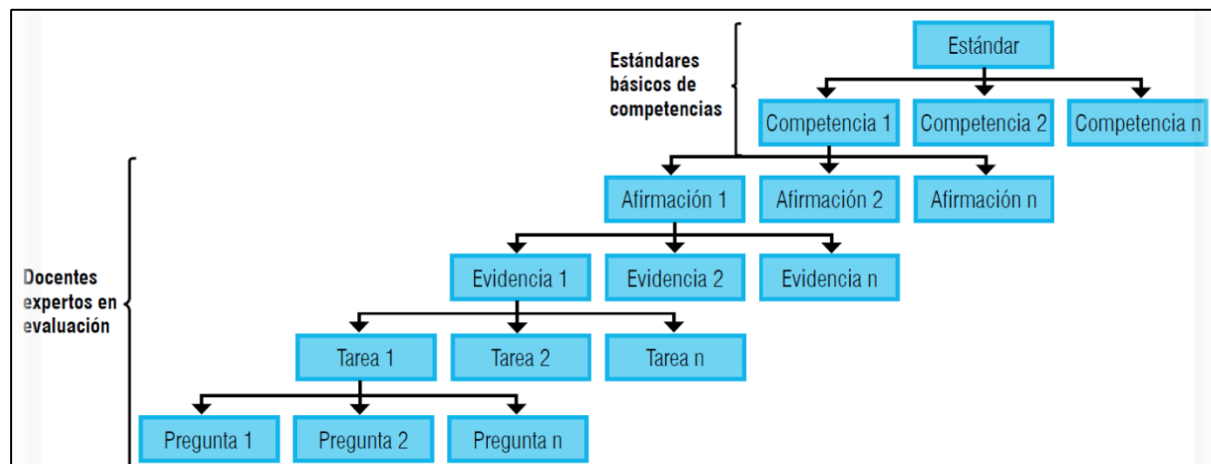 Estándar
Estándares
básicos de
competencias
Competencia 1
Competencia 2
Competencia n
Afirmación 1
Afirmación 2
Afirmación n
Docentes
expertos en
evaluación
Evidencia 1
Evidencia 2
Evidencia n
Tarea 1
Tarea 2
Tarea n
Pregunta 1
Pregunta 2
Pregunta n